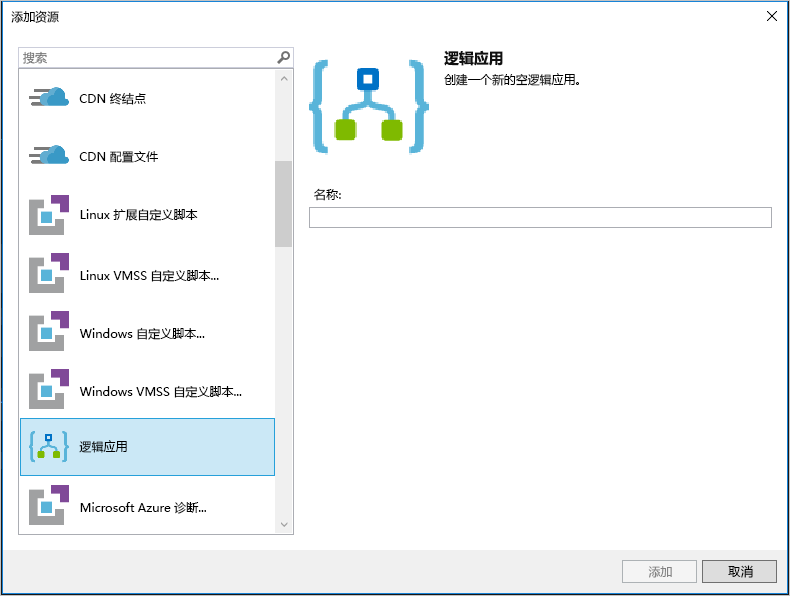 添加资源
搜索
CDN 终结点
CDN 配置文件
Linux 扩展自定义脚本
Linux VMSS 自定义脚本...
Windows 自定义脚本...
Windows VMSS 自定义脚本...
逻辑应用
Microsoft Azure 诊断...
逻辑应用
创建一个新的空逻辑应用。
名称:
添加
取消